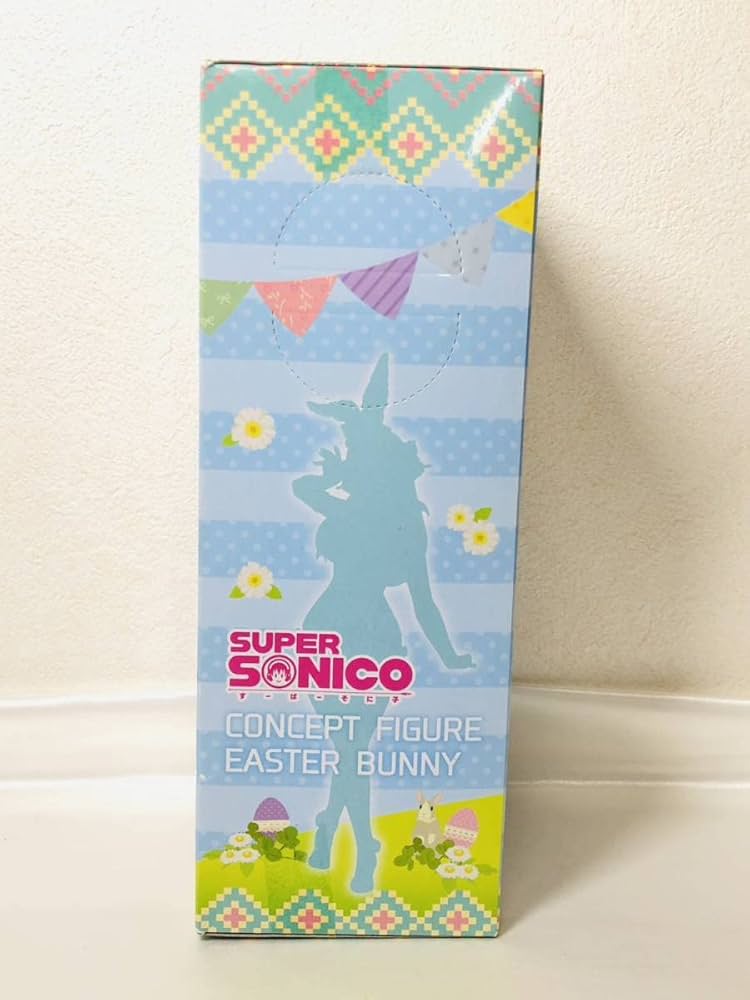 SUPER
SONICO
すーぱーそに子
CONCEPT FIGURE
EASTER BUNNY